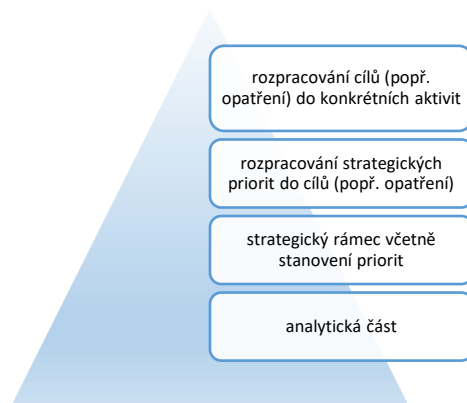 rozpracování cílů (popř.
opatření) do konkrétních aktivit
rozpracování strategických
priorit do cílů (popř. opatření)
strategický rámec včetně
stanovení priorit
analytická část